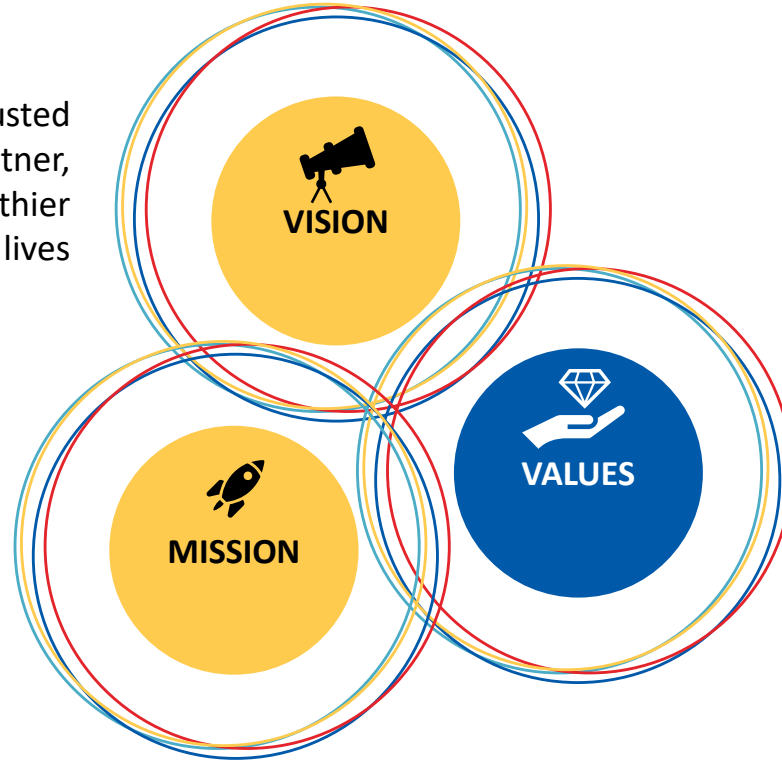 usted
tner,
thier
lives
VISION
VALUES
MISSION